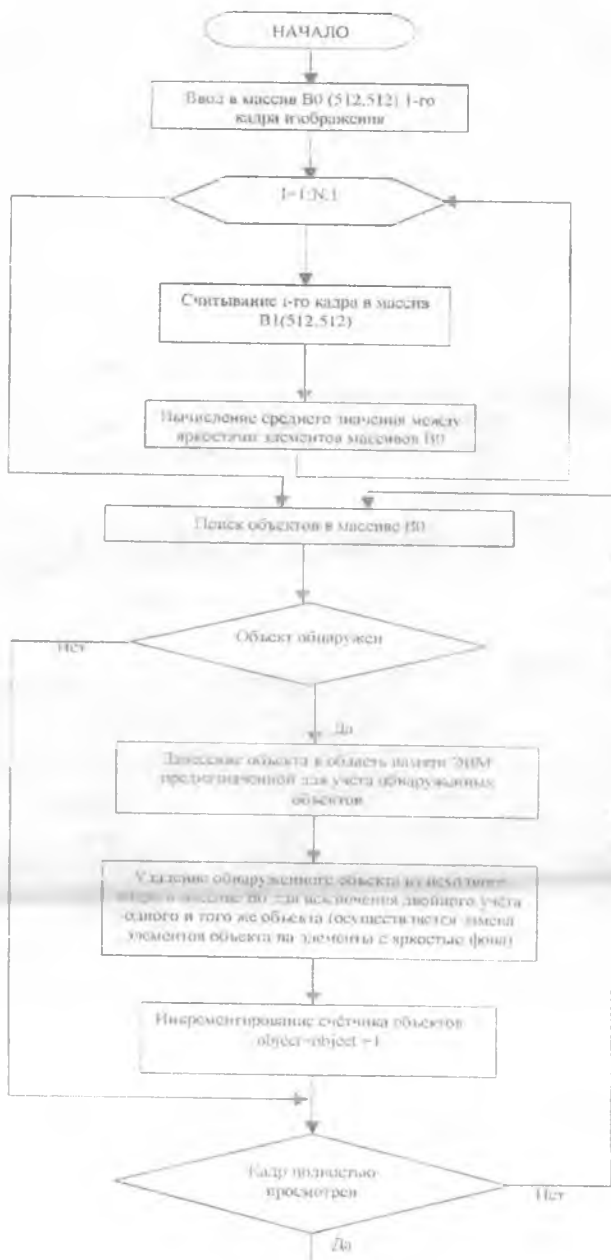 НАЧАЛО
Ввод в массив B0 (512,512) 1-го
кадра изображения
I=1,N,1
Считывание i-го кадра в массив
B1(512,512)
Вычисление среднего значения между
яркостями элементов массивов B0
Поиск объектов в массиве B0
Объект обнаружен
Нет
Да
Занесение объекта в область памяти ЭВМ
предназначенной для учёта обнаруженных
объектов
Удаление обнаруженного объекта из исходного
в массиве B0 для исключения двойного учёта
одного и того же объекта (осуществляется замена
элементов объекта на элементы с яркостью фона)
Инкрементирование счётчика объектов
object=object +1
Кадр полностью
просмотрен
Нет
Да